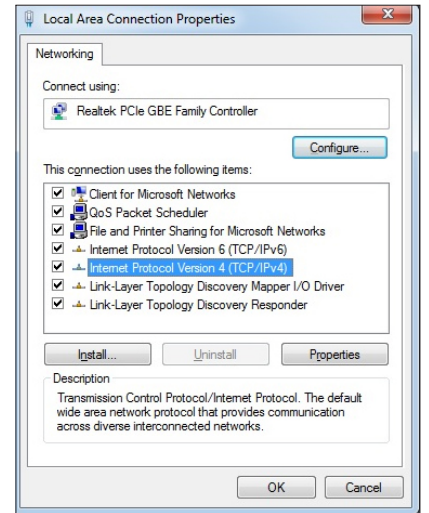 Local Area Connection Properties
Networking
Connect using:
Realtek PCIe GBE Family Controller
Configure...
This connection uses the following items:
Client for Microsoft Networks
QoS Packet Scheduler
File and Printer Sharing for Microsoft Networks
Internet Protocol Version 6 (TCP/IPv6)
Internet Protocol Version 4 (TCP/IPv4)
Link-Layer Topology Discovery Mapper I/O Driver
Link-Layer Topology Discovery Responder
Install...
Uninstall
Properties
Description
Transmission Control Protocol/Internet Protocol. The default
wide area network protocol that provides communication
across diverse interconnected networks.
OK
Cancel